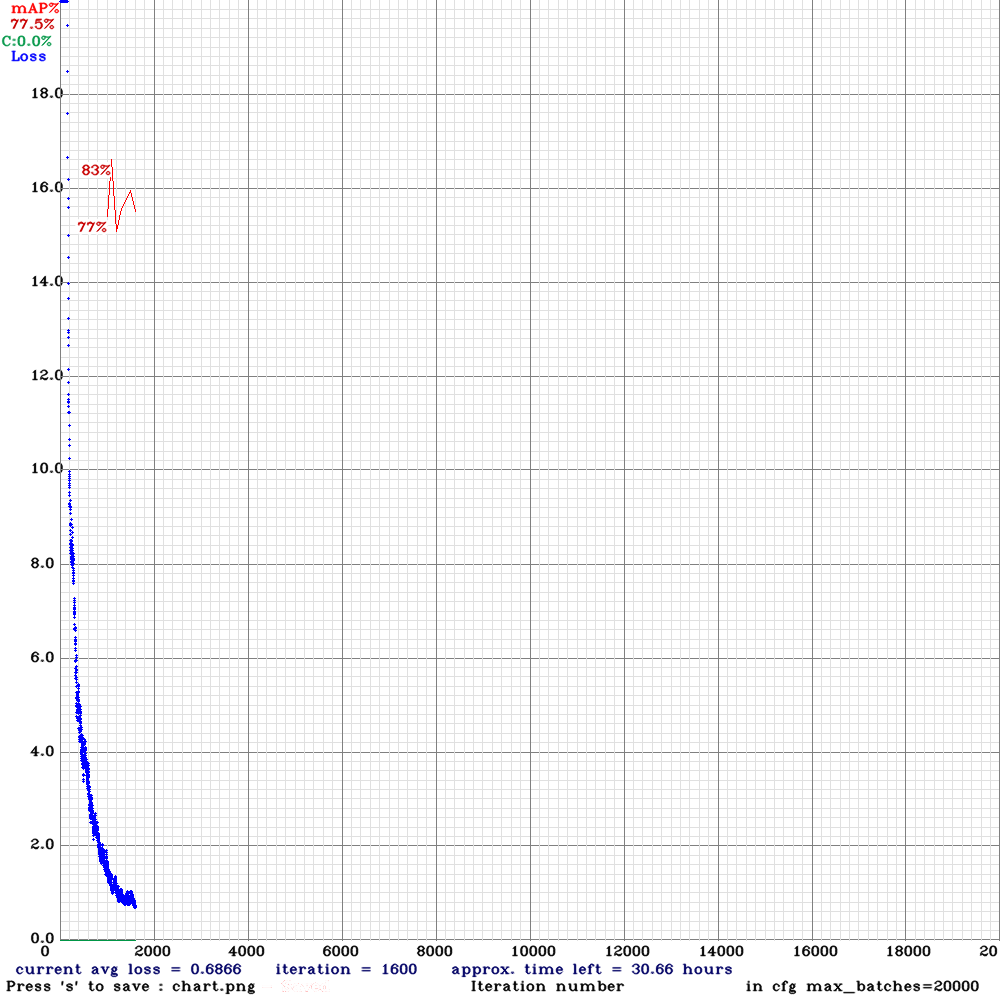 mAP%
77.5%
C:0.0%
Loss
18.0
83%
16.0
77%
14.0
12.0
10.0
8.0
6.0
4.0
2.0
0.0
0 2000 4000 6000 8000 10000 12000 14000 16000 18000 20
current avg loss = 0.6866 iteration = 1600 approx. time left = 30.66 hours
Press 's' to save : chart.png Iteration number in cfg max_batches=20000